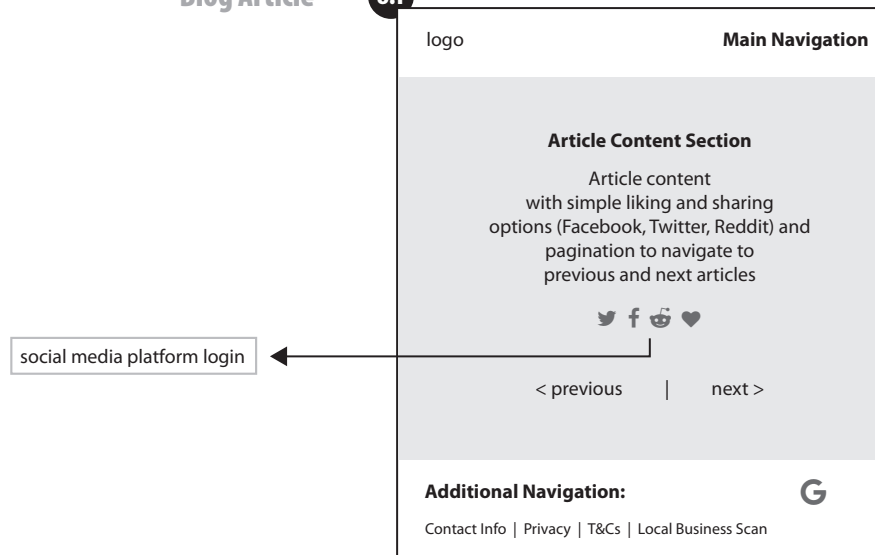 Blog Article
logo
Main Navigation
Article Content Section
Article content
with simple liking and sharing
options (Facebook, Twitter, Reddit) and
pagination to navigate to
previous and next articles
social media platform login
< previous | next >
Additional Navigation:
Contact Info | Privacy | T&Cs | Local Business Scan